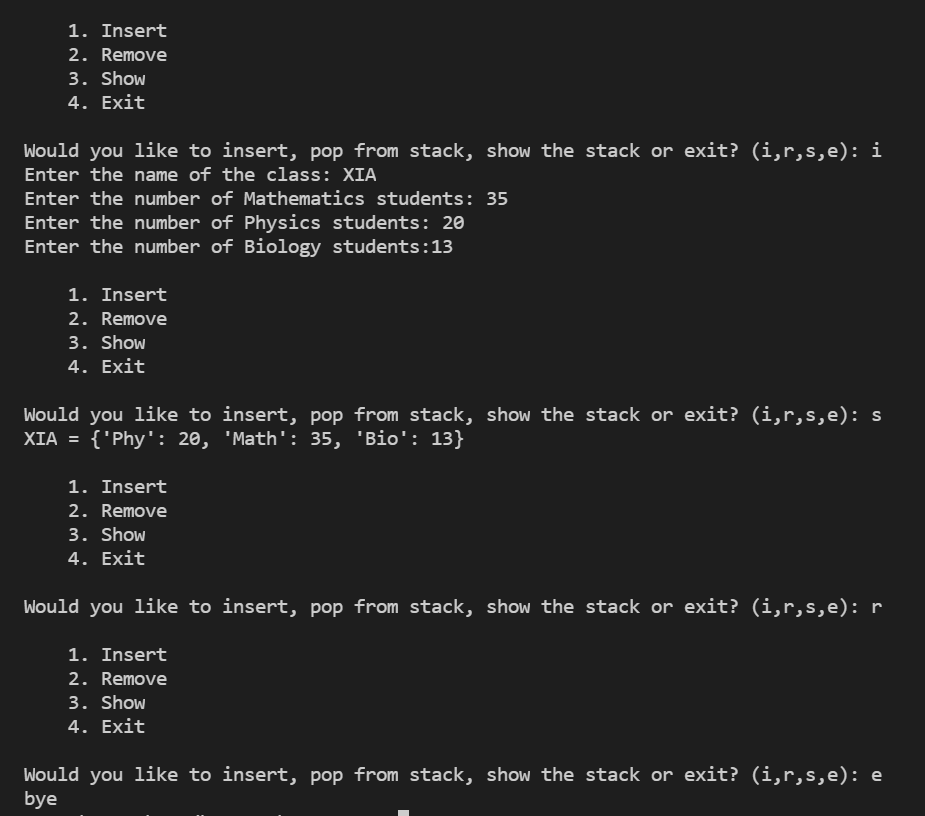 1. Insert
2. Remove
3. Show
4. Exit
Would you like to insert, pop from stack, show the stack or exit? (i,r,s,e): i
Enter the name of the class: XIA
Enter the number of Mathematics students: 35
Enter the number of Physics students: 20
Enter the number of Biology students:13
1. Insert
2. Remove
3. Show
4. Exit
Would you like to insert, pop from stack, show the stack or exit? (i,r,s,e): s
XIA = {'Phy': 20, 'Math': 35, 'Bio': 13}
1. Insert
2. Remove
3. Show
4. Exit
Would you like to insert, pop from stack, show the stack or exit? (i,r,s,e): r
1. Insert
2. Remove
3. Show
4. Exit
Would you like to insert, pop from stack, show the stack or exit? (i,r,s,e): e
bye